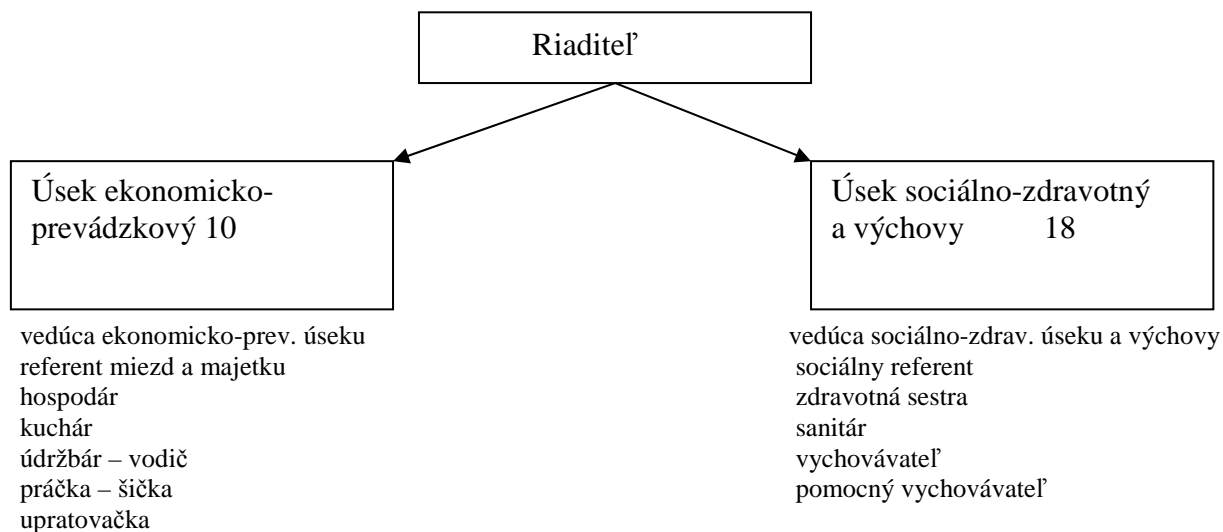 Riaditeľ
Úsek ekonomicko-
prevádzkový 10
vedúca ekonomicko-prev. úseku
referent miezd a majetku
hospodár
kuchár
údržbár – vodič
práčka – šička
upratovačka
Úsek sociálno-zdravotný
a výchovy 18
vedúca sociálno-zdrav. úseku a výchovy
sociálny referent
zdravotná sestra
sanitár
vychovávateľ
pomocný vychovávateľ